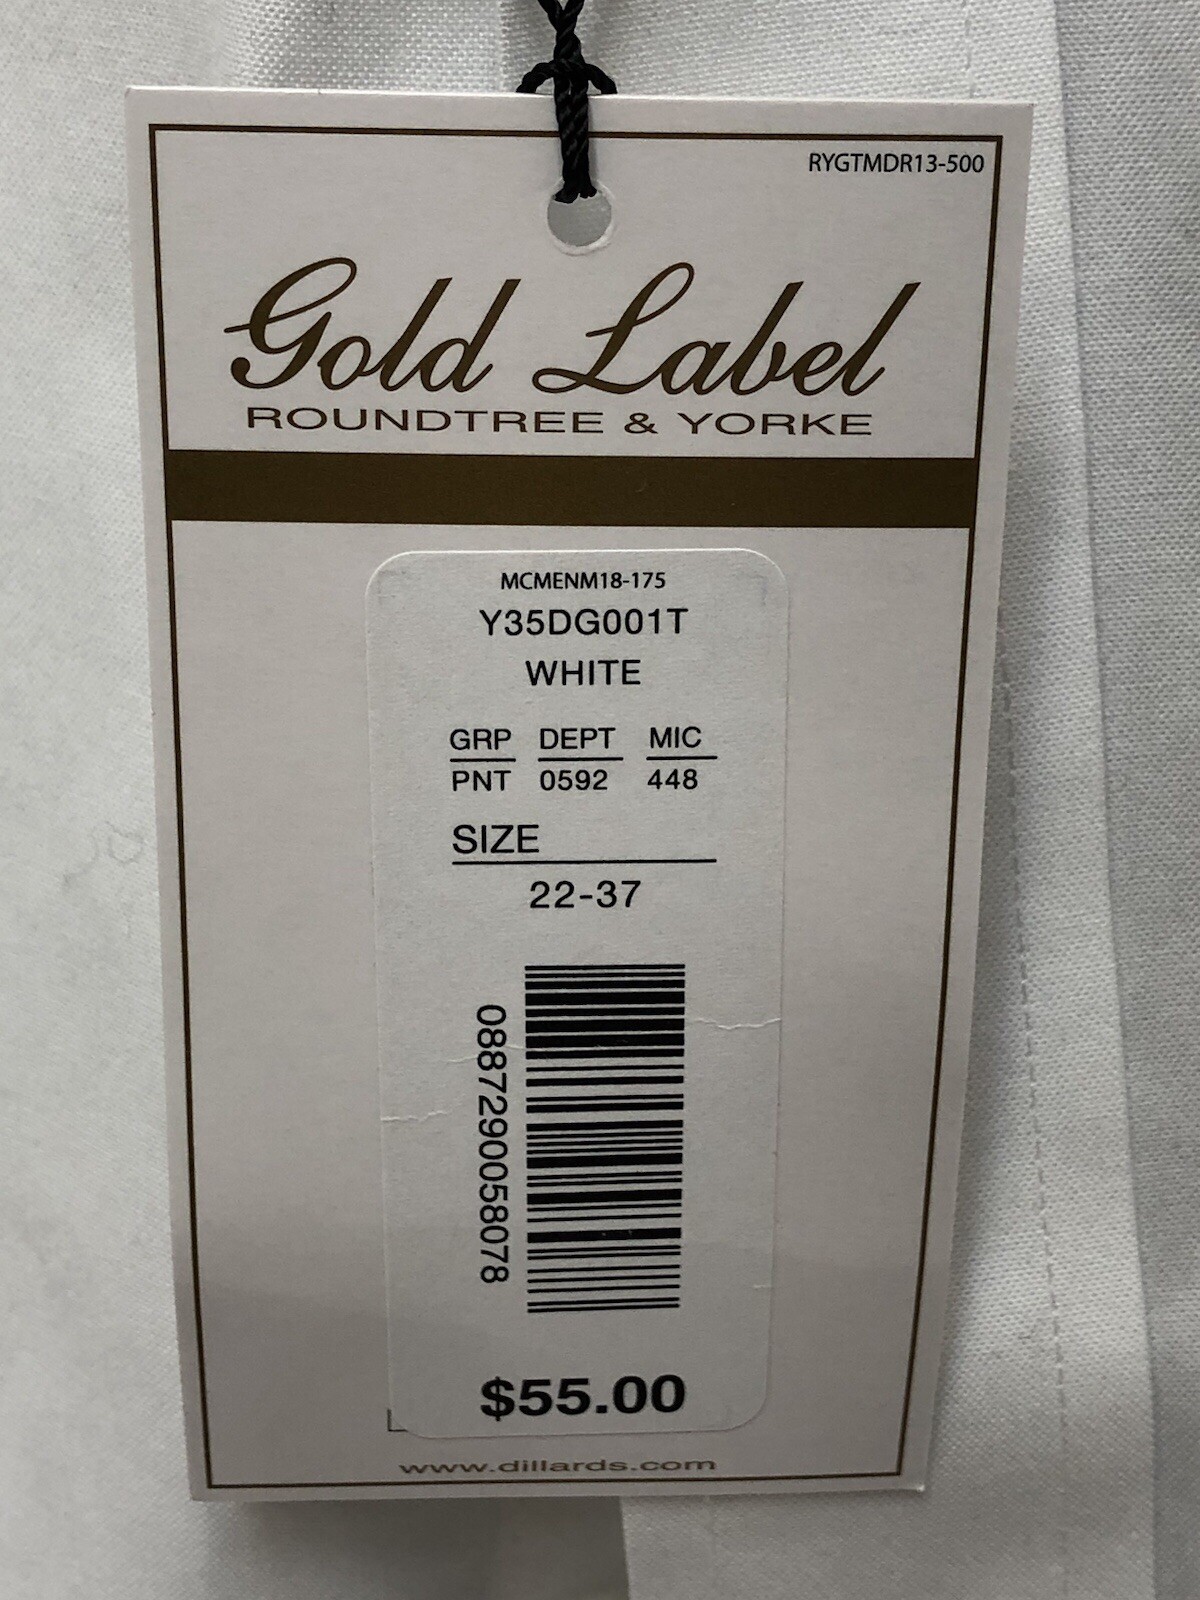 RYGTMDR13-500
Gold Label
ROUNDTREE & YORKE
MCMENM18-175
Y35DG001T
WHITE
GRP DEPT MIC
PNT 0592 448
SIZE
22-37
0887290058078
$55.00
www.dillards.com